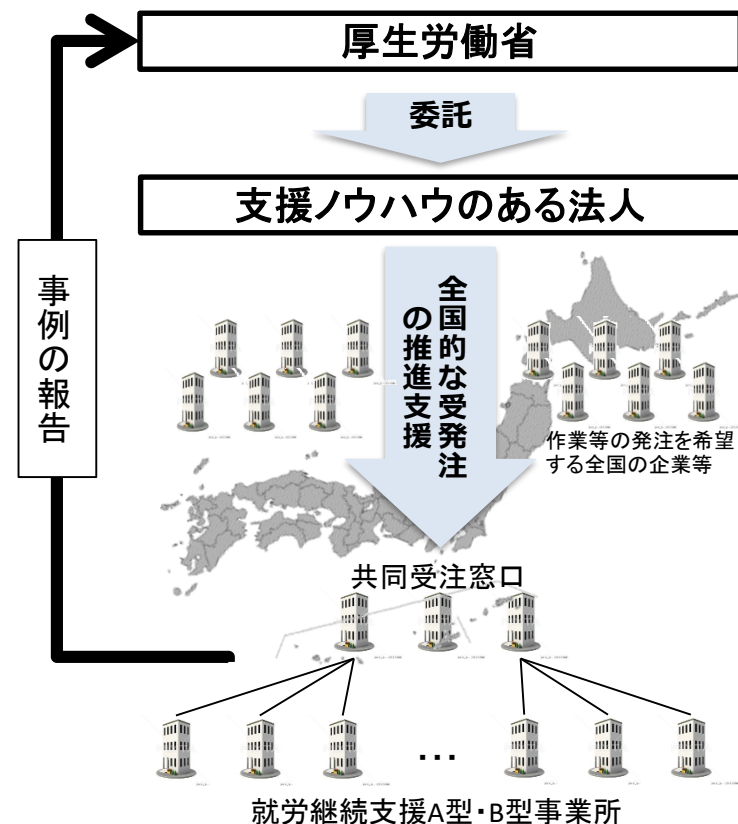 厚生労働省
委託
支援ノウハウのある法人
事例の報告
全国的な受発注
の推進支援
作業等の発注を希望
する全国の企業等
共同受注窓口
…
就労継続支援A型・B型事業所